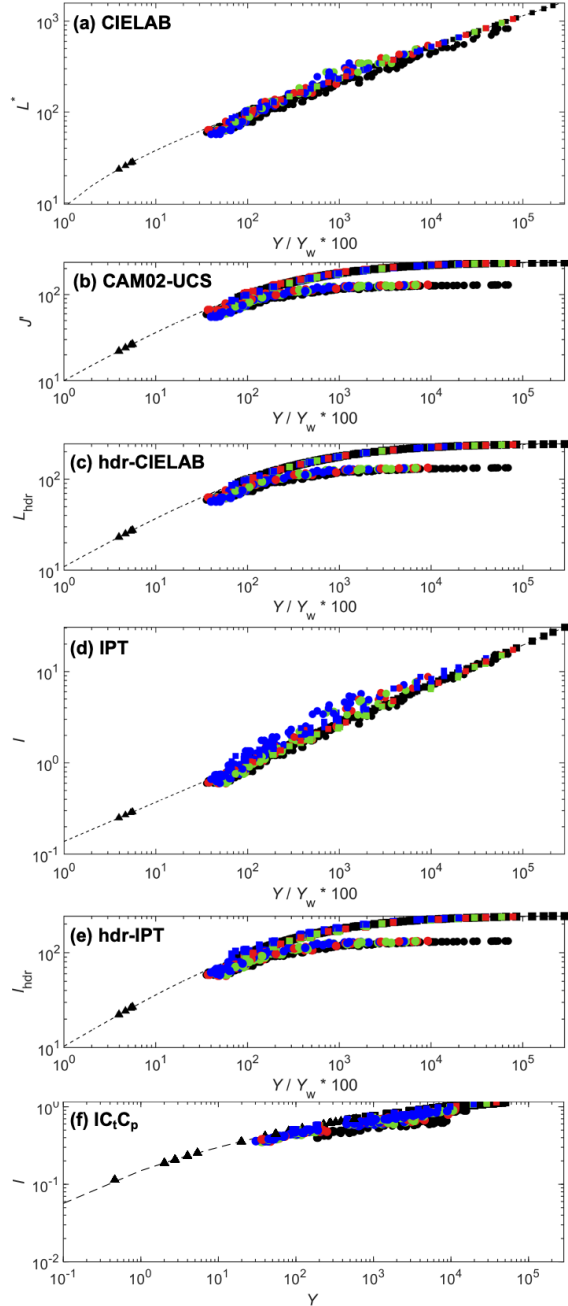 10³
(a) CIELAB
10²
L*
10¹
10⁰ 10¹ 10² 10³ 10⁴ 10⁵
Y / Yw * 100
(b) CAM02-UCS
10²
J'
10¹
10⁰ 10¹ 10² 10³ 10⁴ 10⁵
Y / Yw * 100
(c) hdr-CIELAB
10²
Lhdr
10¹
10⁰ 10¹ 10² 10³ 10⁴ 10⁵
Y / Yw * 100
(d) IPT
10¹
I
10⁰
10⁻¹
10⁰ 10¹ 10² 10³ 10⁴ 10⁵
Y / Yw * 100
(e) hdr-IPT
10²
Ihdr
10¹
10⁰ 10¹ 10² 10³ 10⁴ 10⁵
Y / Yw * 100
10⁰
(f) ICtCp
I
10⁻¹
10⁻²
10⁻¹ 10⁰ 10¹ 10² 10³ 10⁴ 10⁵
Y